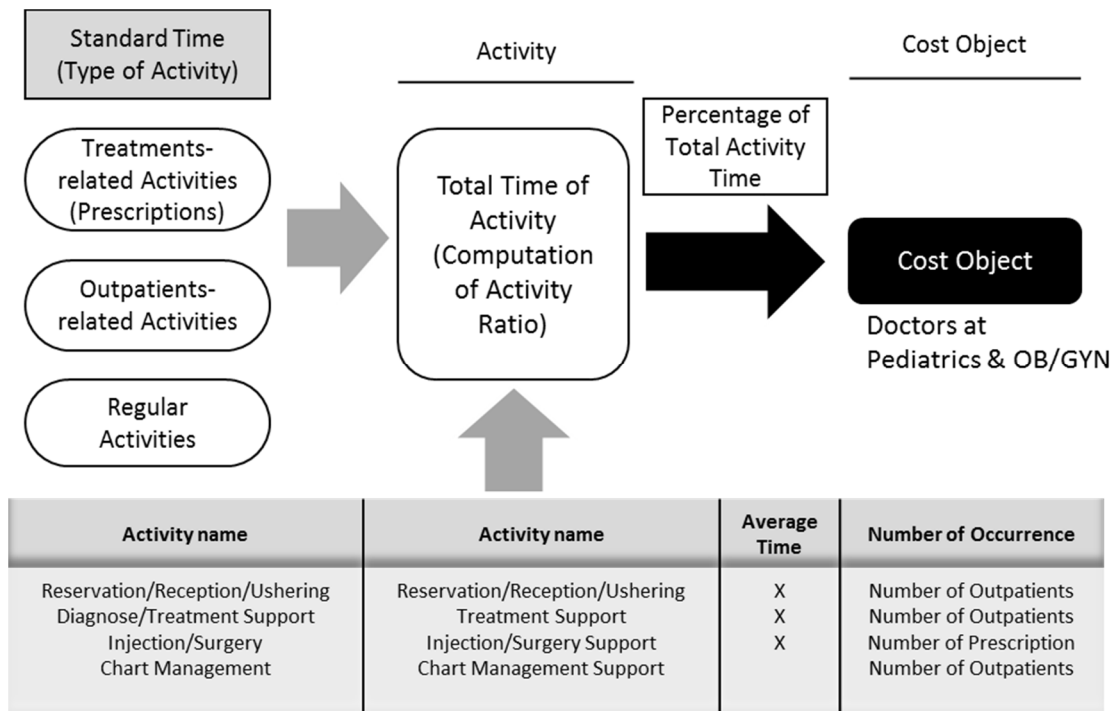 Standard Time
(Type of Activity)
Activity
Cost Object
Treatments-
related Activities
(Prescriptions)
Outpatients-
related Activities
Regular
Activities
Total Time of
Activity
(Computation
of Activity
Ratio)
Percentage of
Total Activity
Time
Cost Object
Doctors at
Pediatrics & OB/GYN
Activity name Activity name Average Time Number of Occurrence
Reservation/Reception/Ushering Reservation/Reception/Ushering X Number of Outpatients
Diagnose/Treatment Support Treatment Support X Number of Outpatients
Injection/Surgery Injection/Surgery Support X Number of Prescription
Chart Management Chart Management Support Number of Outpatients